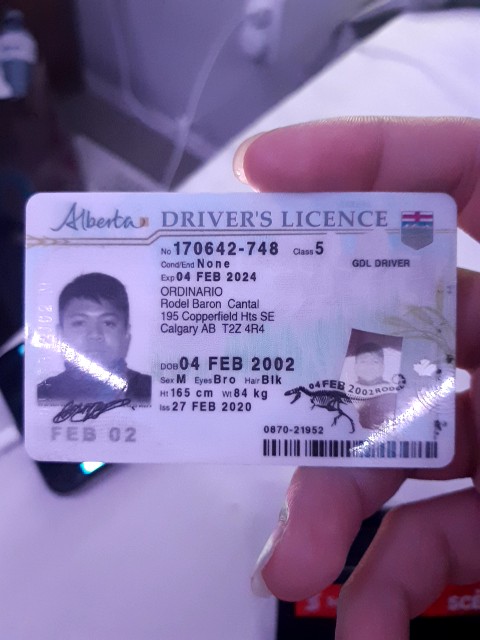 Alberta DRIVER'S LICENCE
No 170642-748 Class 5
Cond/End None GDL DRIVER
Exp 04 FEB 2024
ORDINARIO
Rodel Baron Cantal
195 Copperfield Hts SE
Calgary AB T2Z 4R4
DOB 04 FEB 2002
Sex M Eyes Bro Hair Blk
Ht 165 cm Wt 84 kg
Iss 27 FEB 2020
04 FEB 2002
FEB 02
0870-21952